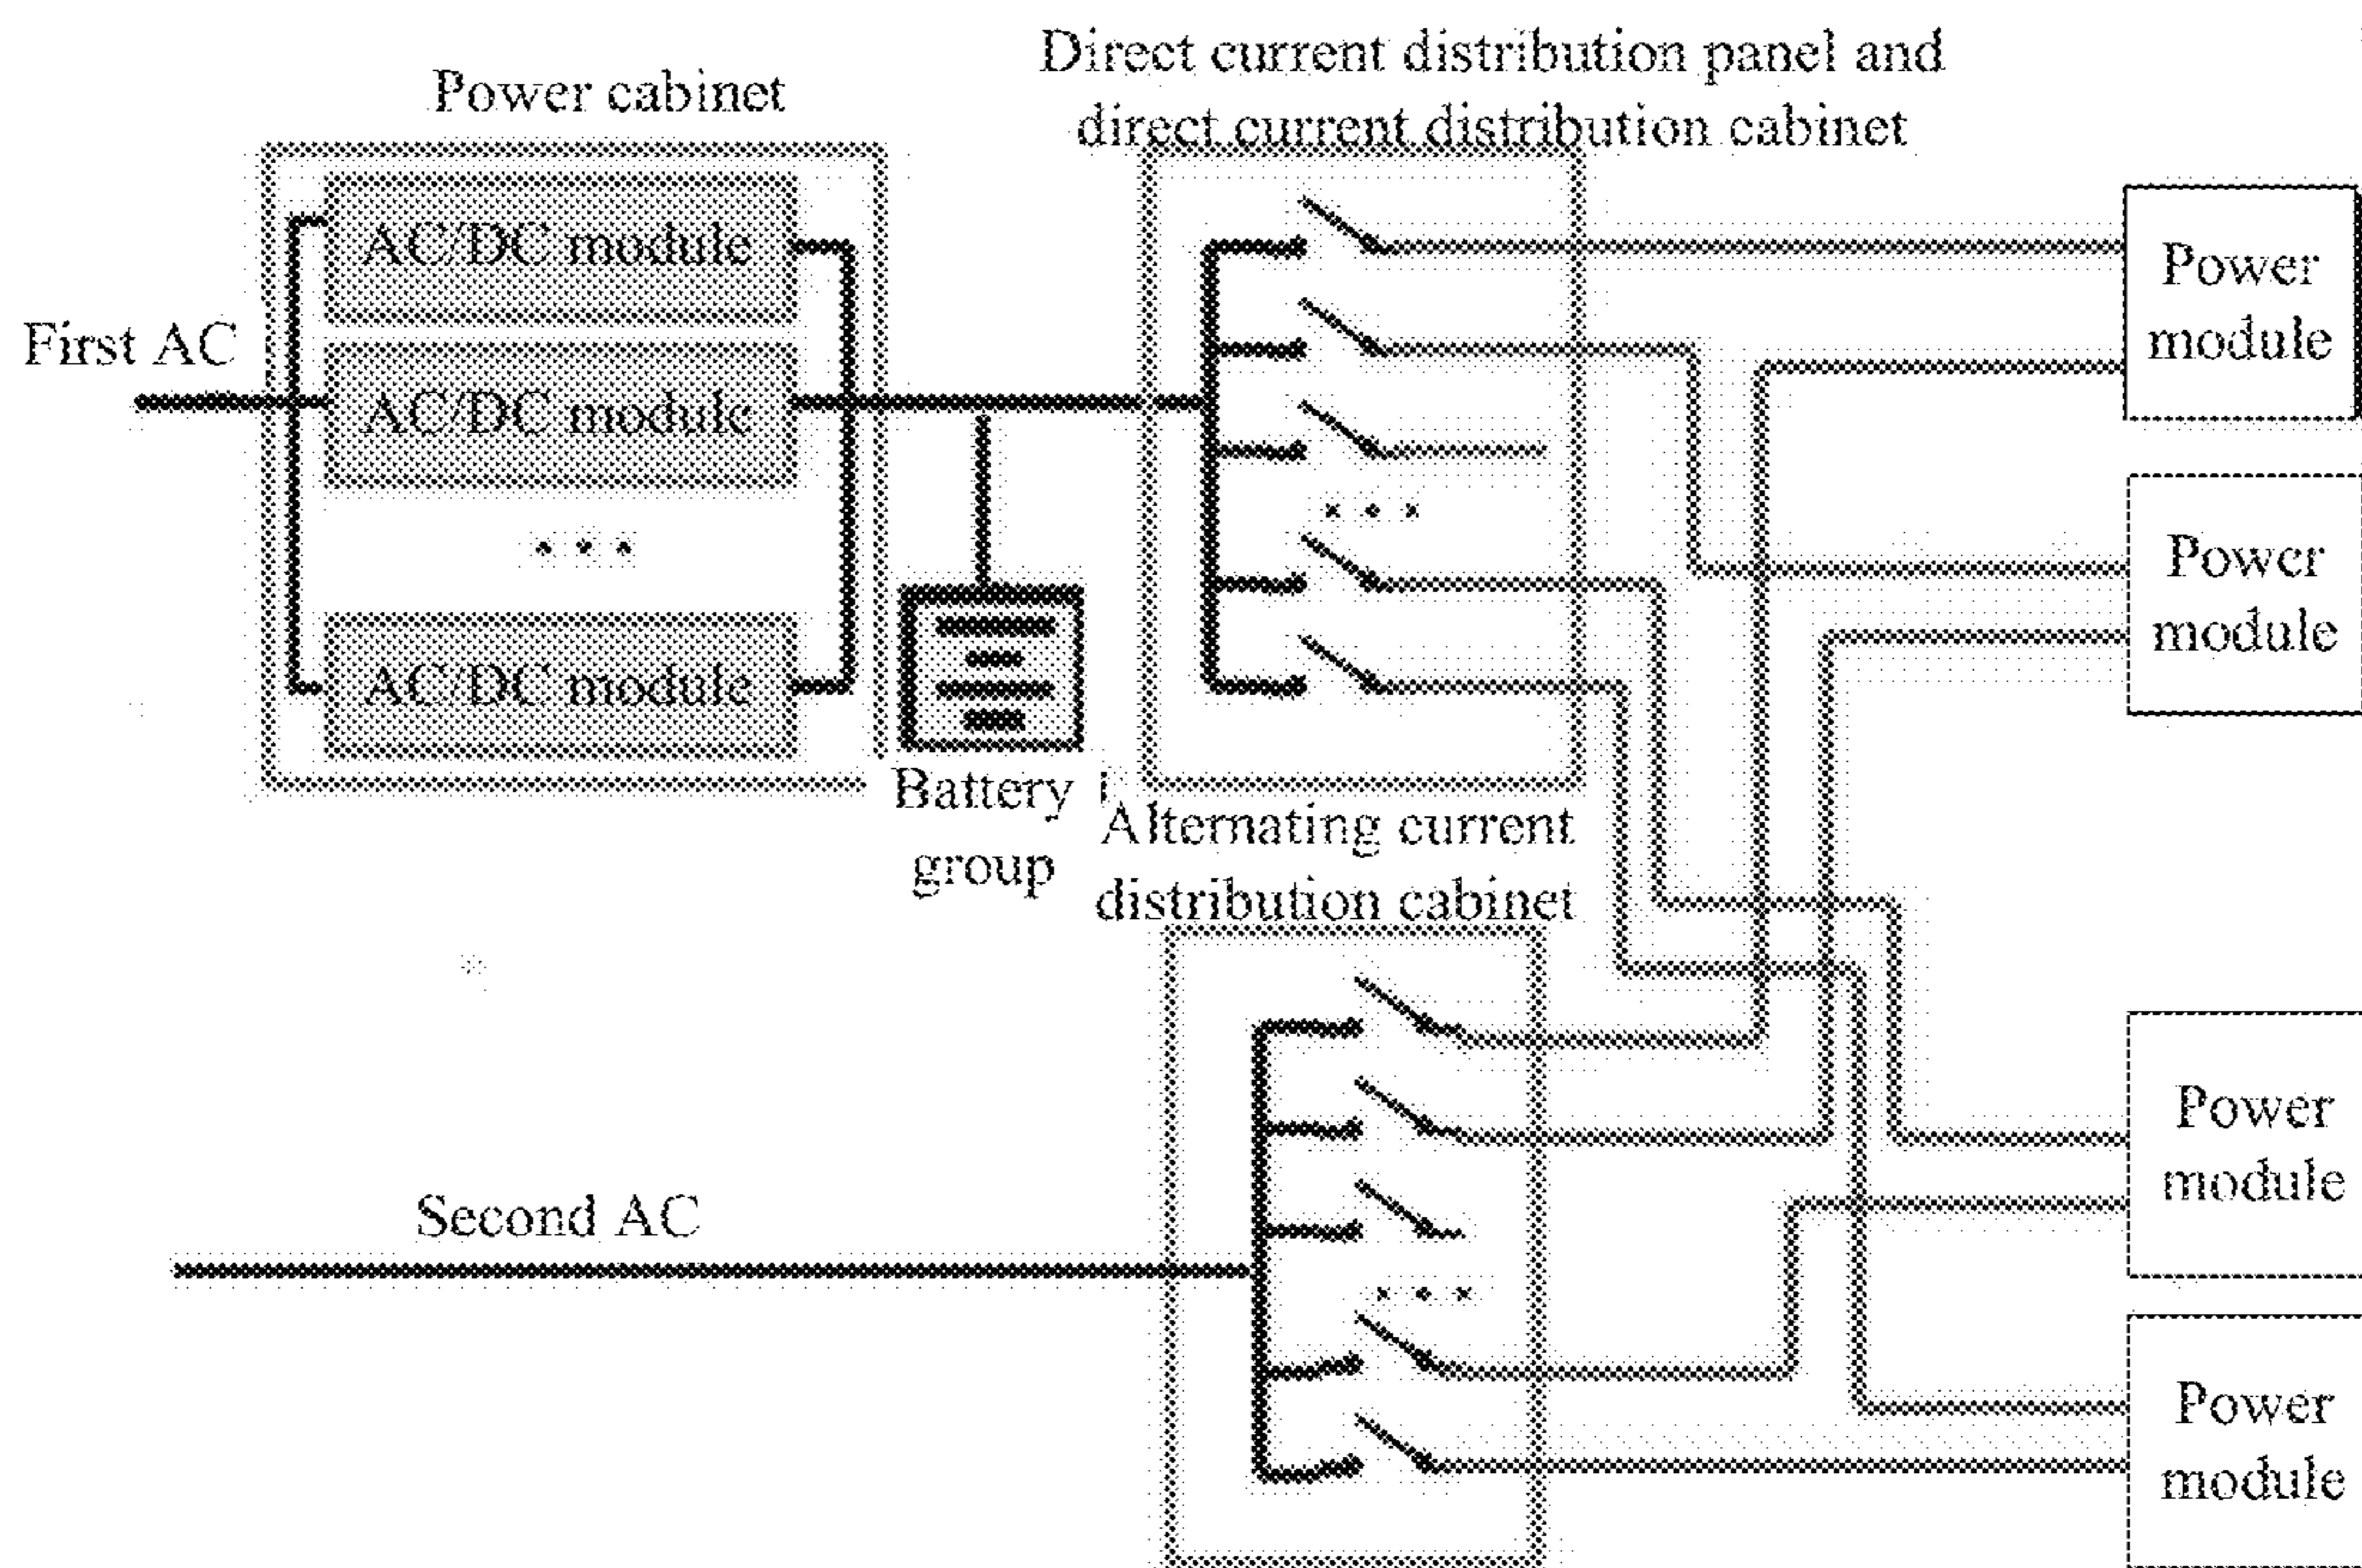 Direct current distribution panel and
direct current distribution cabinet
Power cabinet
AC/DC module
First AC
AC/DC module
AC/DC module
Battery
group
Alternating current
distribution cabinet
Second AC
Power
module
Power
module
Power
module
Power
module